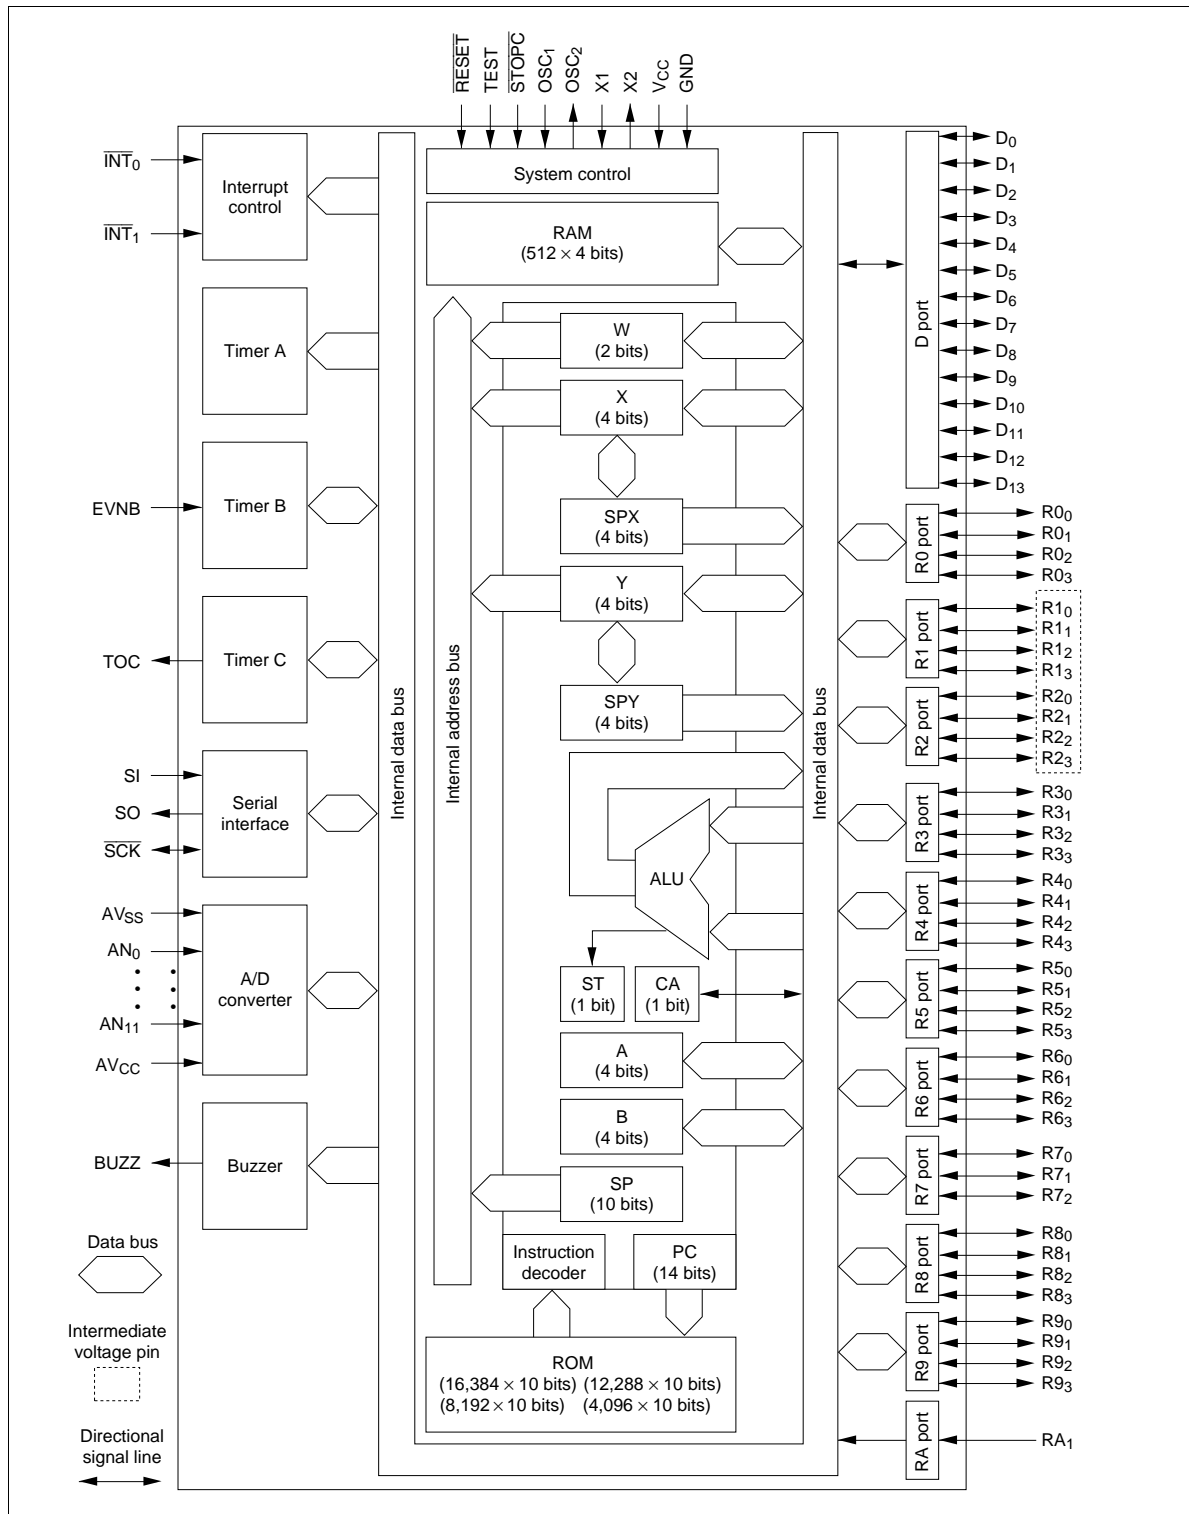 RESET
TEST
STOPC
OSC1
OSC2
X1
X2
VCC
GND
INT0
INT1
Interrupt
control
System control
RAM
(512 × 4 bits)
Timer A
EVNB
Timer B
TOC
Timer C
SI
SO
SCK
Serial
interface
AVSS
AN0
AN11
AVCC
A/D
converter
BUZZ
Buzzer
Internal data bus
Internal address bus
W
(2 bits)
X
(4 bits)
SPX
(4 bits)
Y
(4 bits)
SPY
(4 bits)
ALU
ST
(1 bit)
CA
(1 bit)
A
(4 bits)
B
(4 bits)
SP
(10 bits)
Instruction
decoder
PC
(14 bits)
ROM
(16,384 × 10 bits) (12,288 × 10 bits)
(8,192 × 10 bits) (4,096 × 10 bits)
Internal data bus
D port
D0
D1
D2
D3
D4
D5
D6
D7
D8
D9
D10
D11
D12
D13
R0 port
R00
R01
R02
R03
R1 port
R10
R11
R12
R13
R2 port
R20
R21
R22
R23
R3 port
R30
R31
R32
R33
R4 port
R40
R41
R42
R43
R5 port
R50
R51
R52
R53
R6 port
R60
R61
R62
R63
R7 port
R70
R71
R72
R8 port
R80
R81
R82
R83
R9 port
R90
R91
R92
R93
RA port
RA1
Data bus
Intermediate
voltage pin
Directional
signal line